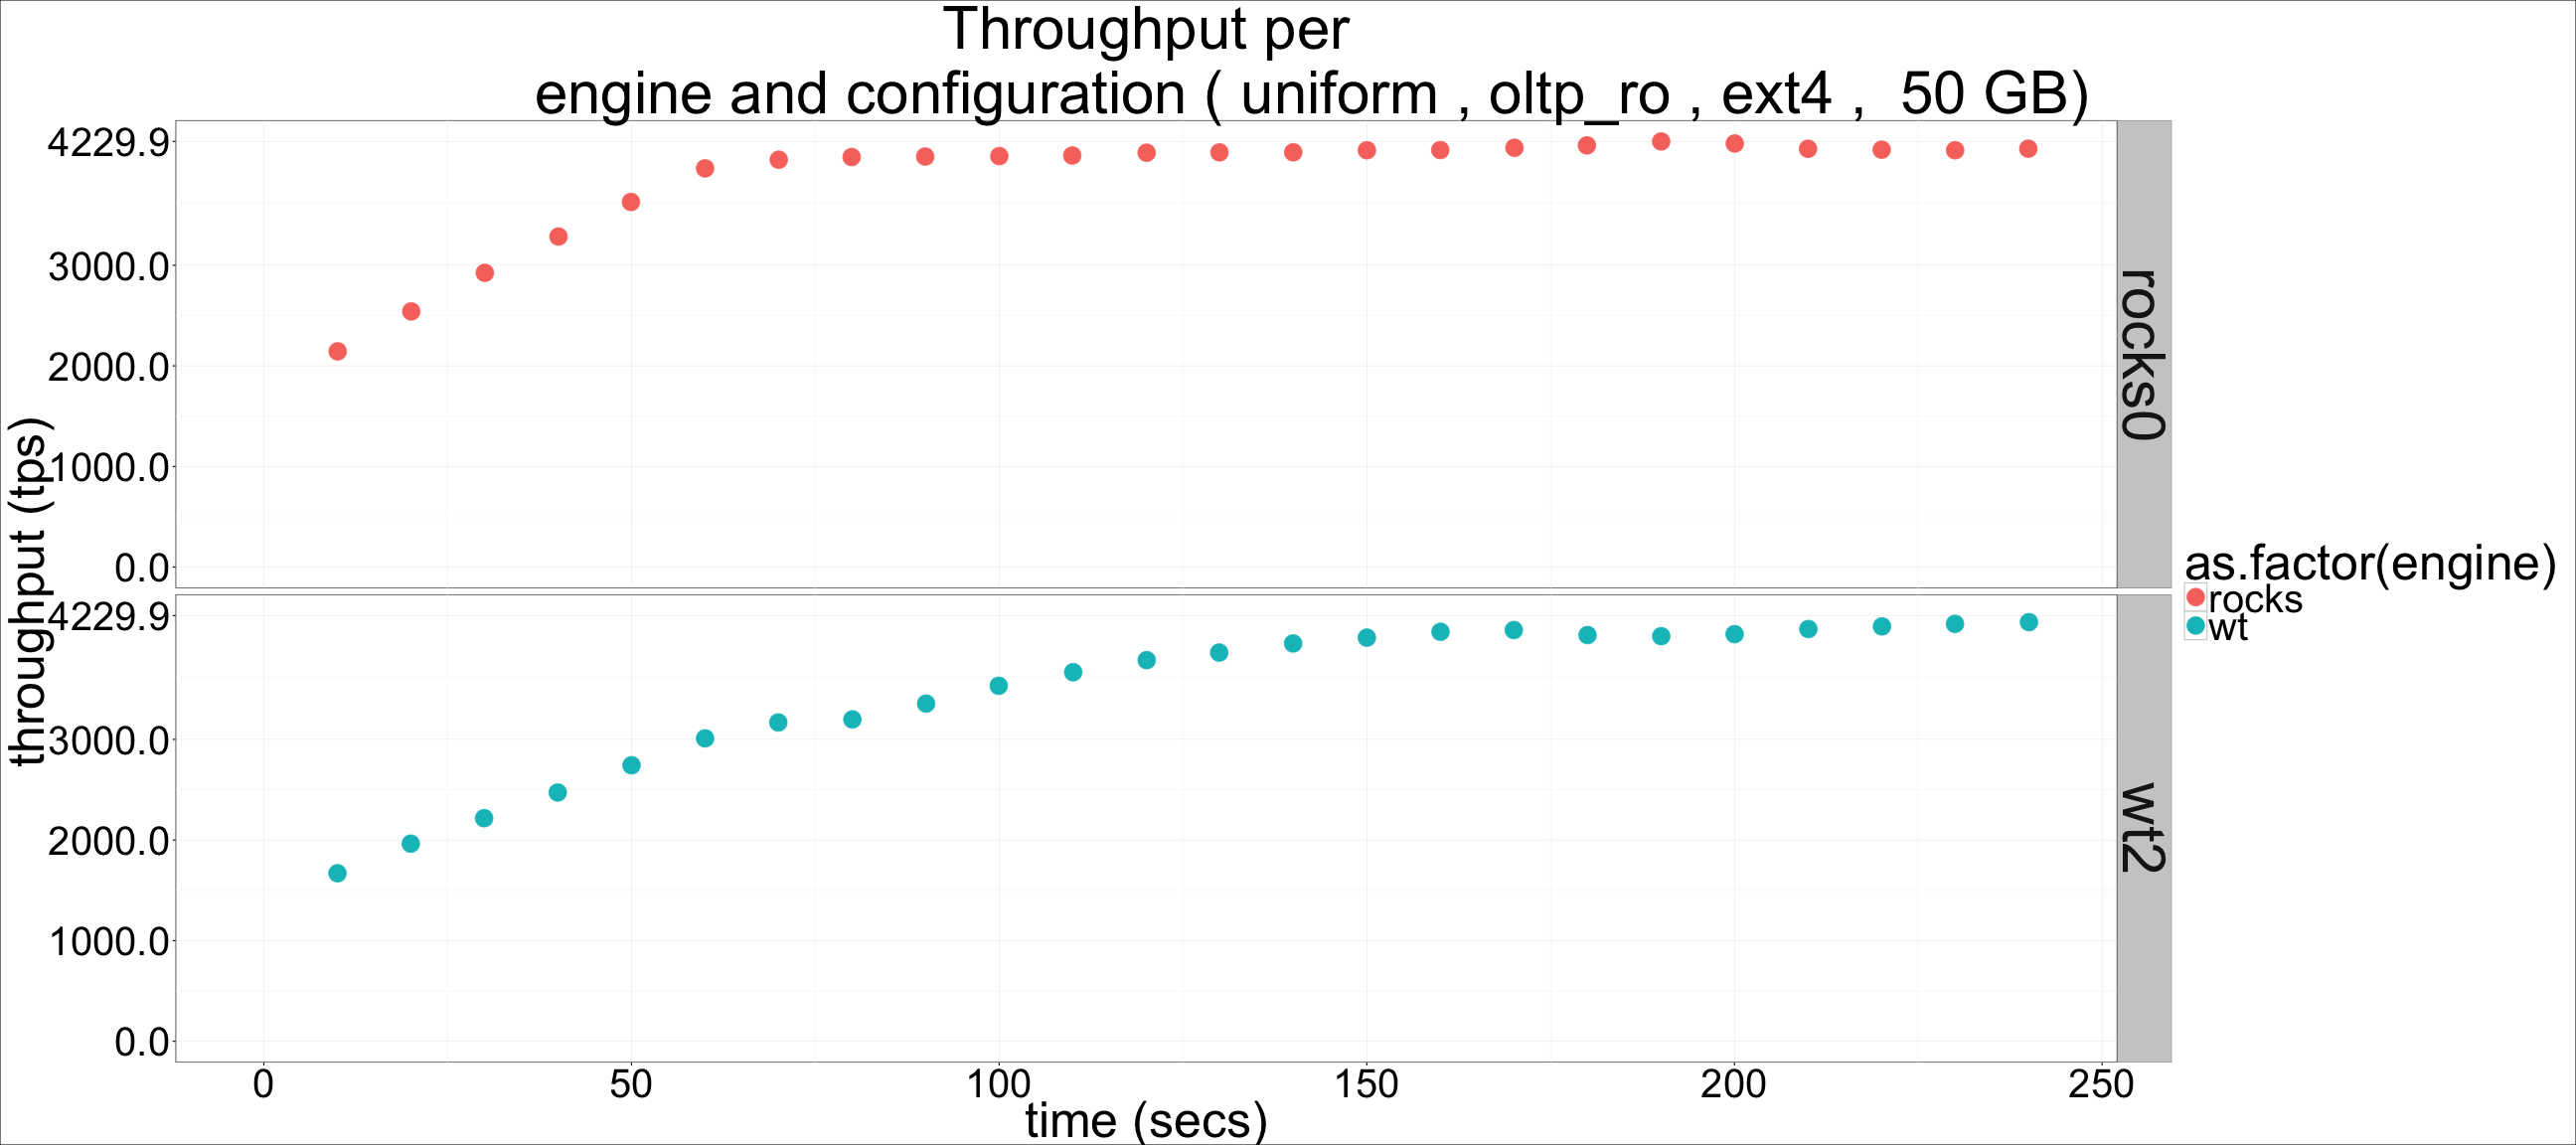 Throughput per
engine and configuration ( uniform , oltp_ro , ext4 ,  50 GB)
throughput (tps)
4229.9
3000.0
2000.0
1000.0
0.0
rocks0
4229.9
3000.0
2000.0
1000.0
0.0
wt2
0 50 100 150 200 250
time (secs)
as.factor(engine)
rocks
wt